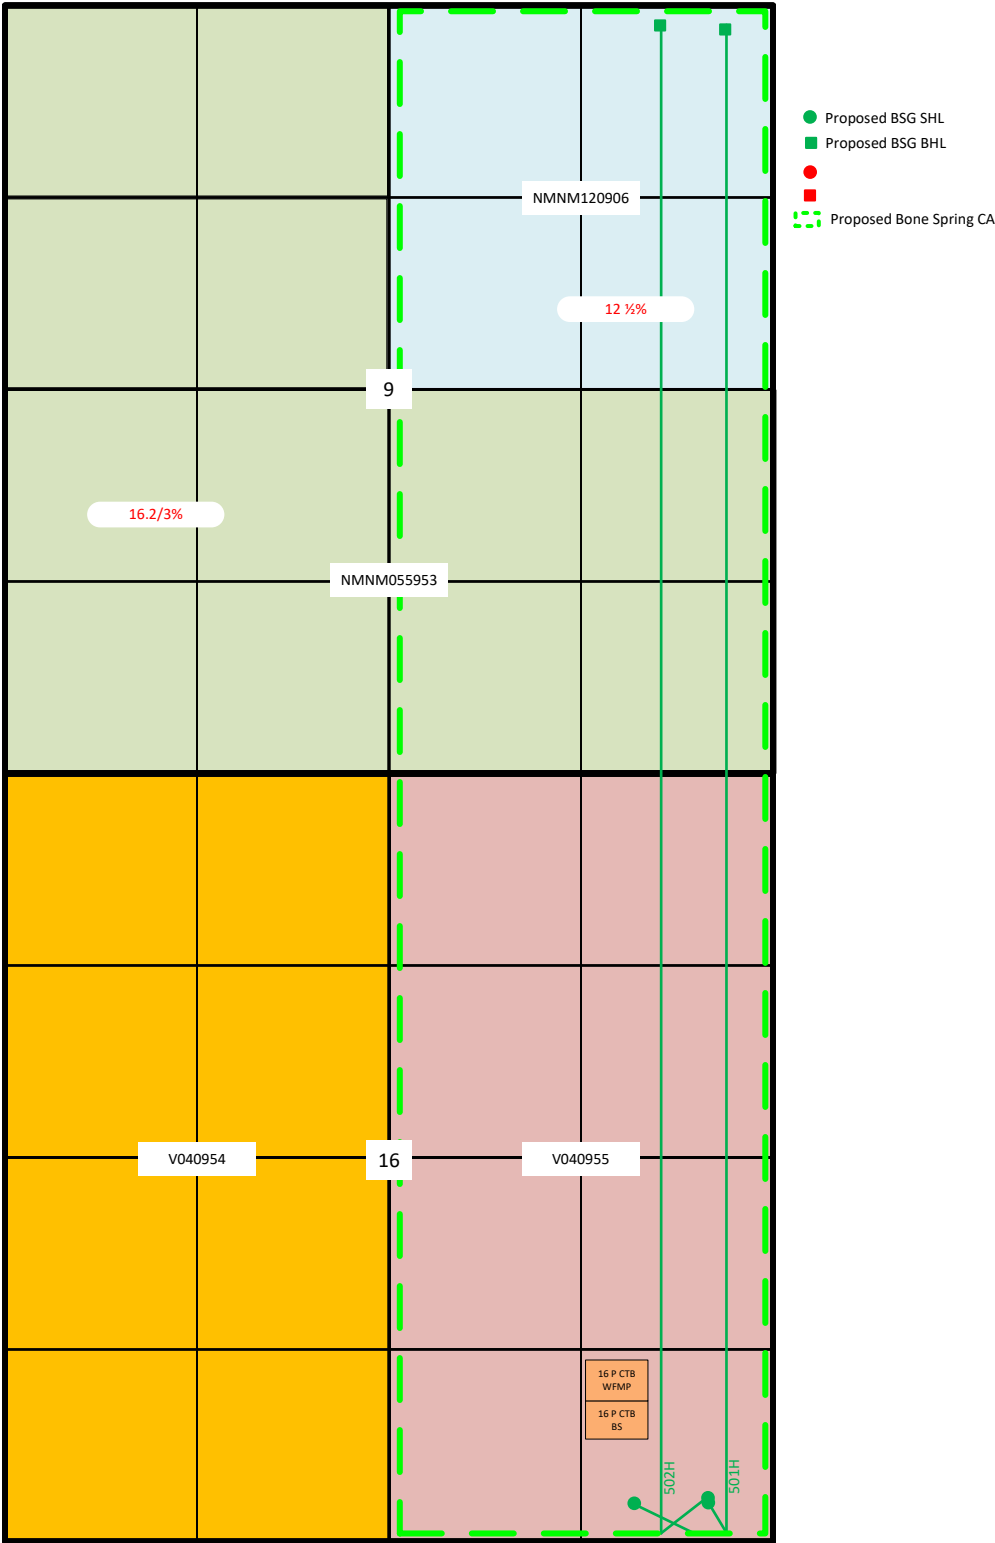 Proposed BSG SHL
Proposed BSG BHL
Proposed Bone Spring CA
NMNM120906
12 ½%
9
16.2/3%
NMNM055953
V040954
16
V040955
16 P CTB
WFMP
16 P CTB
BS
502H
501H